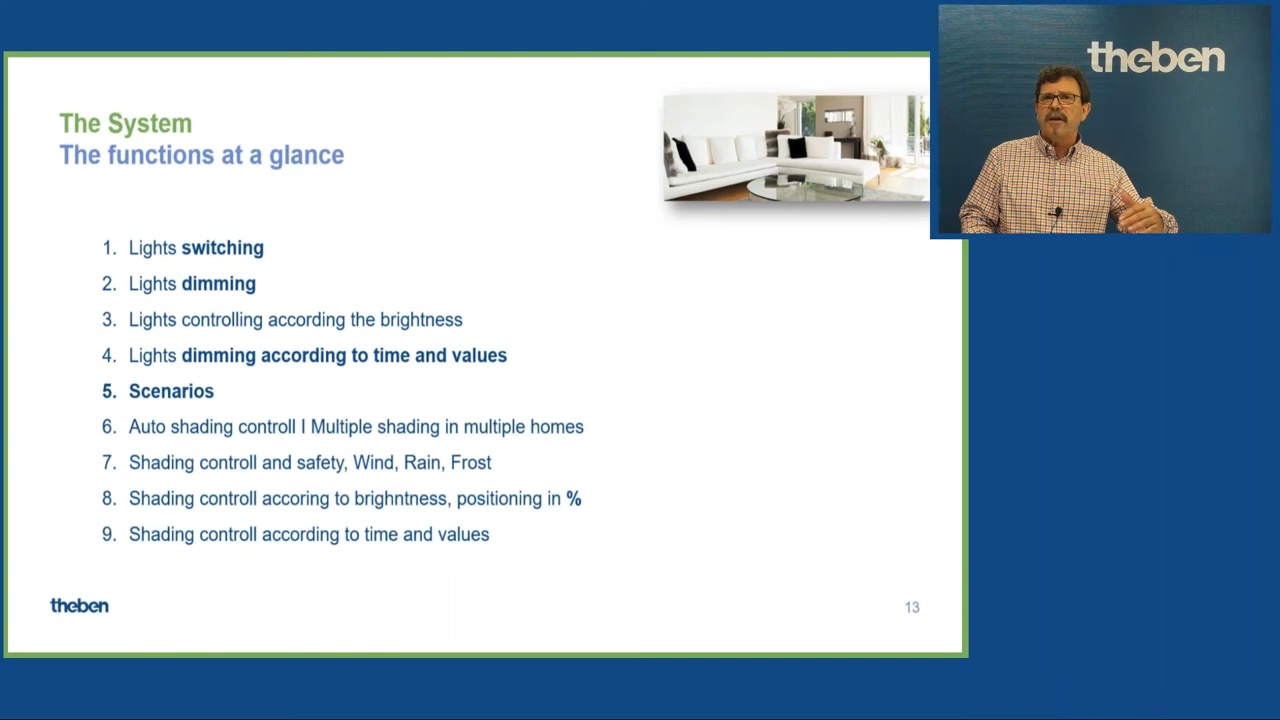 The System
The functions at a glance
theben
1. Lights switching
2. Lights dimming
3. Lights controlling according the brightness
4. Lights dimming according to time and values
5. Scenarios
6. Auto shading controll I Multiple shading in multiple homes
7. Shading controll and safety, Wind, Rain, Frost
8. Shading controll accoring to brighntness, positioning in %
9. Shading controll according to time and values
theben
13